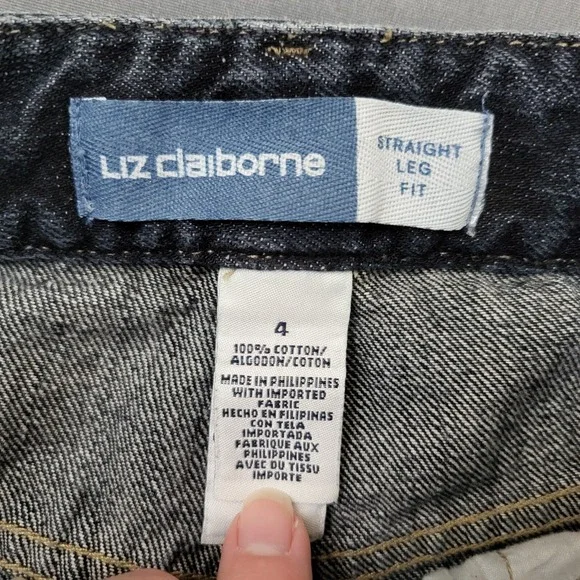 Liz claiborne
STRAIGHT
LEG
FIT
4
100% COTTON/
ALGODON/COTON
MADE IN PHILIPPINES
WITH IMPORTED
FABRIC
HECHO EN FILIPINAS
CON TELA
IMPORTADA
FABRIQUE AUX
PHILIPPINES
AVEC DU TISSU
IMPORTE